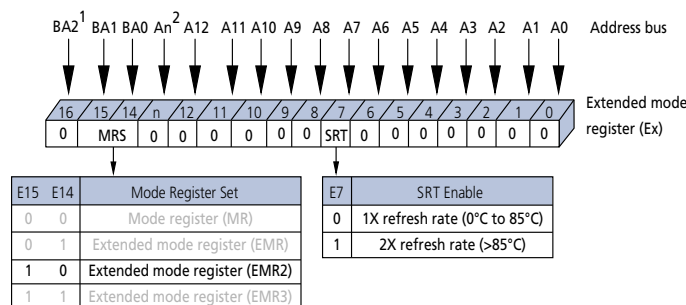 BA2¹ BA1 BA0 An² A12 A11 A10 A9 A8 A7 A6 A5 A4 A3 A2 A1 A0 Address bus
16 15 14 n 12 11 10 9 8 7 6 5 4 3 2 1 0 Extended mode
0 MRS 0 0 0 0 0 0 SRT 0 0 0 0 0 0 0 register (Ex)
E15 E14 Mode Register Set
0 0 Mode register (MR)
0 1 Extended mode register (EMR)
1 0 Extended mode register (EMR2)
1 1 Extended mode register (EMR3)
E7 SRT Enable
0 1X refresh rate (0°C to 85°C)
1 2X refresh rate (>85°C)